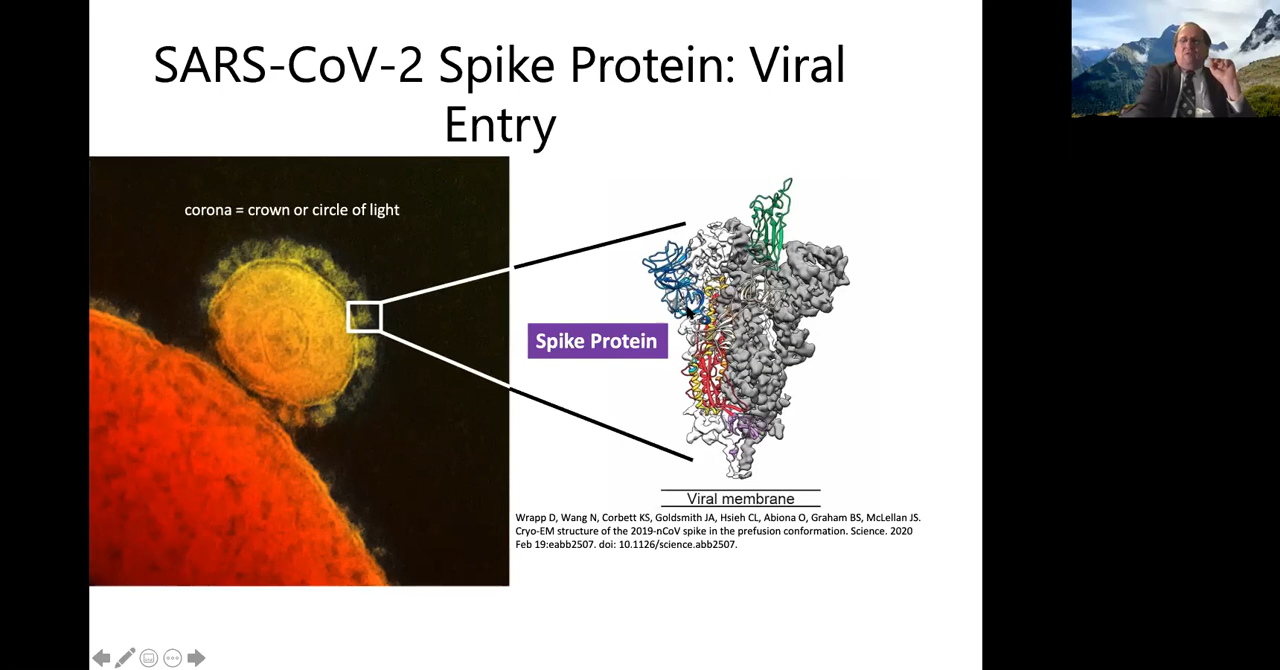 SARS-CoV-2 Spike Protein: Viral
Entry
corona = crown or circle of light
Spike Protein
Viral membrane
Wrapp D, Wang N, Corbett KS, Goldsmith JA, Hsieh CL, Abiona O, Graham BS, McLellan JS.
Cryo-EM structure of the 2019-nCoV spike in the prefusion conformation. Science. 2020
Feb 19:eabb2507. doi: 10.1126/science.abb2507.